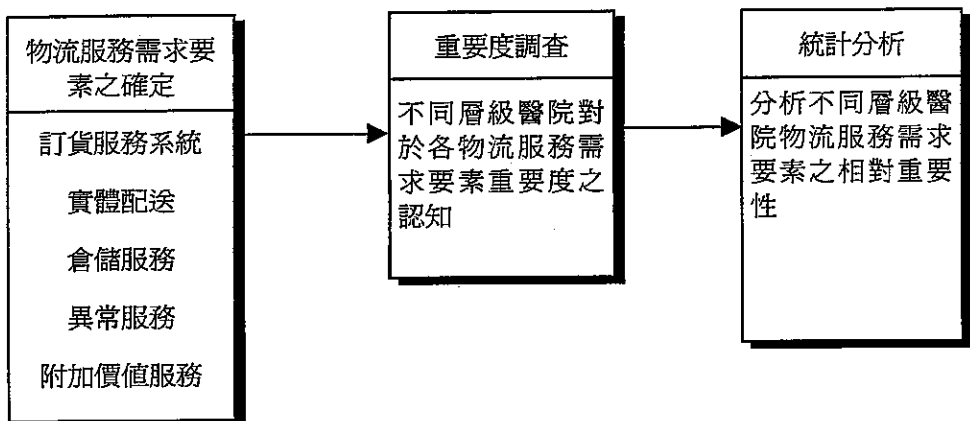 物流服務需求要
素之確定
訂貨服務系統
實體配送
倉儲服務
異常服務
附加價值服務
重要度調查
不同層級醫院對
於各物流服務需
求要素重要度之
認知
統計分析
分析不同層級醫
院物流服務需求
要素之相對重要
性